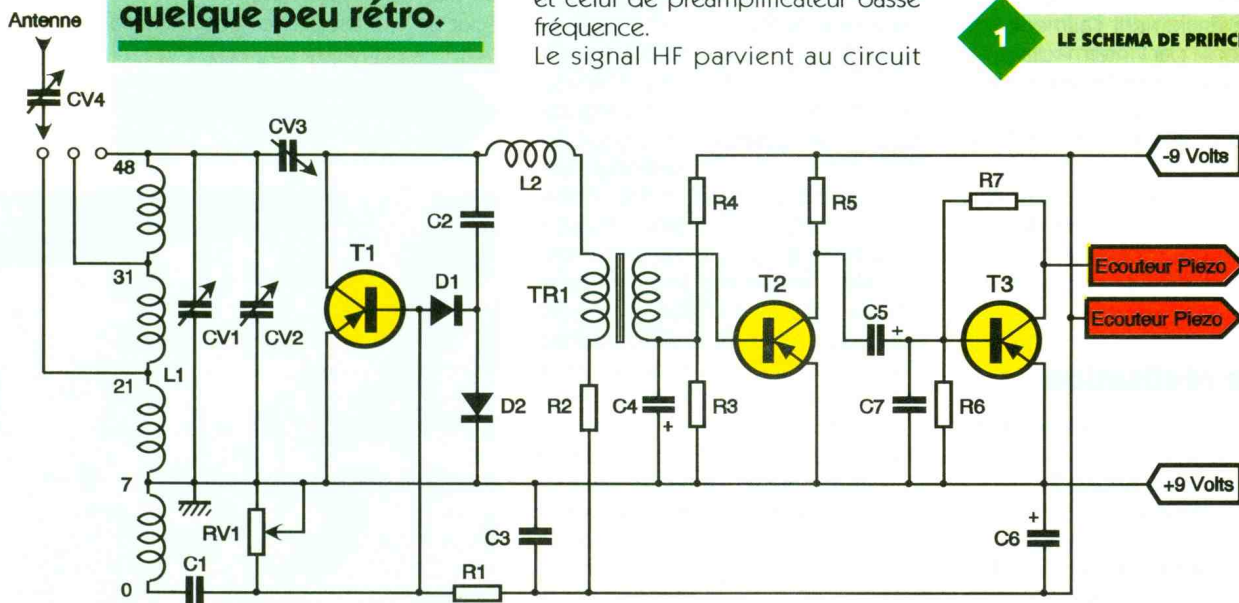 quelque peu rétro.
et celui de préamplificateur basse
fréquence.
Le signal HF parvient au circuit
1
LE SCHEMA DE PRINC
Antenne
CV4
CV3
48
L2
-9 Volts
R4
R5
R7
C2
T1
31
TR1
D1
T2
C5
+
T3
Ecouteur Piezo
Ecouteur Piezo
CV1
CV2
21
L1
D2
R2
C4
+
R3
C7
R6
7
+9 Volts
RV1
C3
+
C6
C1
R1
0